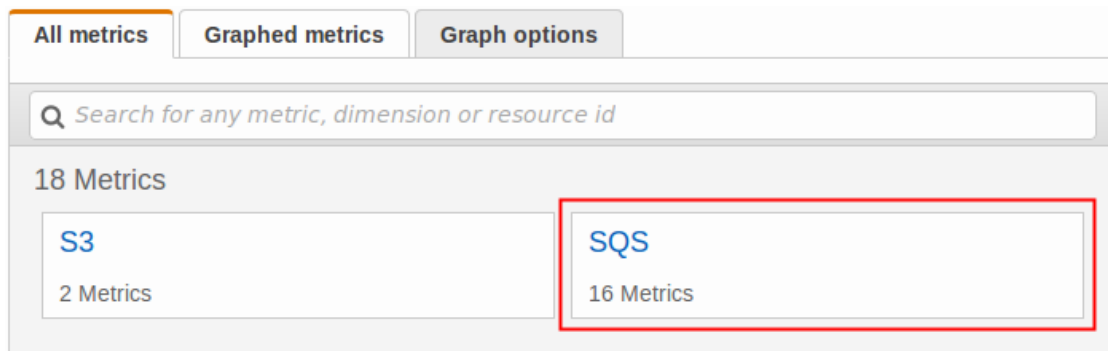 All metrics Graphed metrics Graph options
Search for any metric, dimension or resource id
18 Metrics
S3 SQS
2 Metrics 16 Metrics